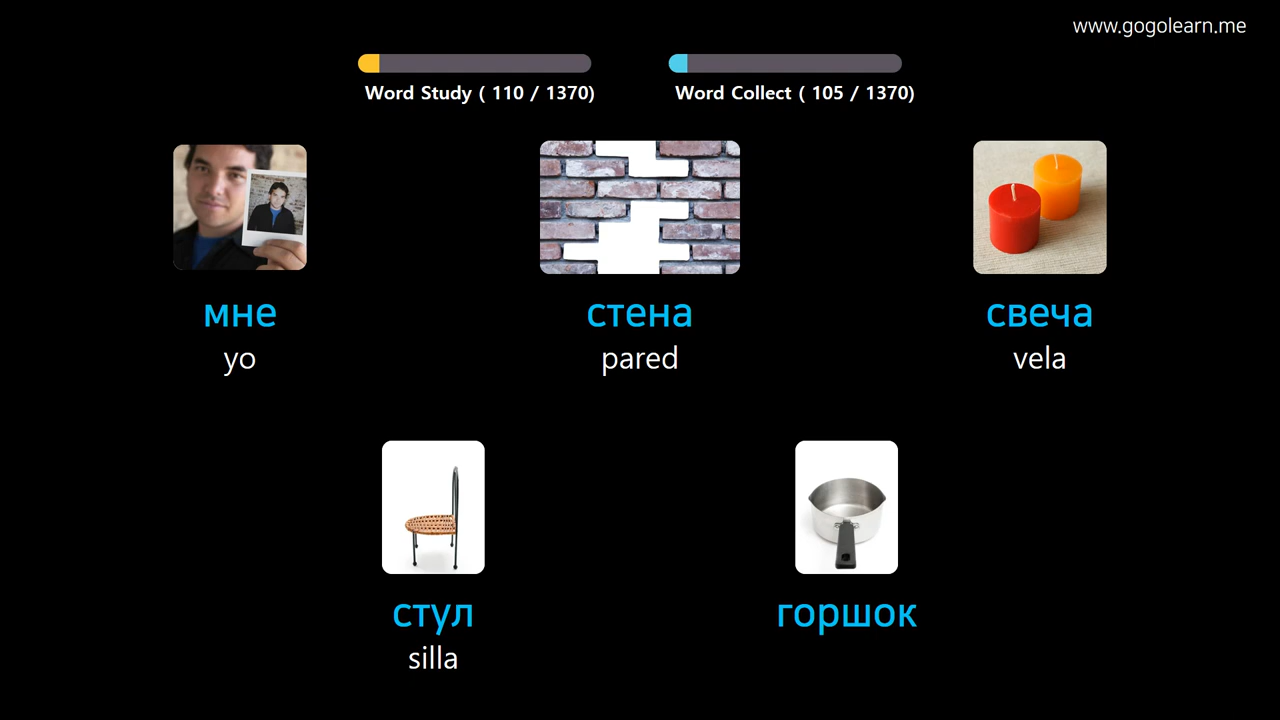 www.gogolearn.me
Word Study ( 110 / 1370)
Word Collect ( 105 / 1370)
мне
yo
стена
pared
свеча
vela
стул
silla
горшок